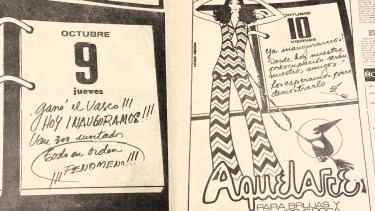 OCTUBRE
9
jueves
ganó el Vasco!!!
¡HOY INAUGURAMOS!!!
Van 300 invitados
todo en orden
¡¡¡FENOMENO!!!
OCTUBRE
10
VIERNES
Ya inauguramos.
Desde hoy nuestra
preocupación serán
nuestros amigos
Los esperamos para
demostrarlo
Aquelarre
PARA BRUJAS Y